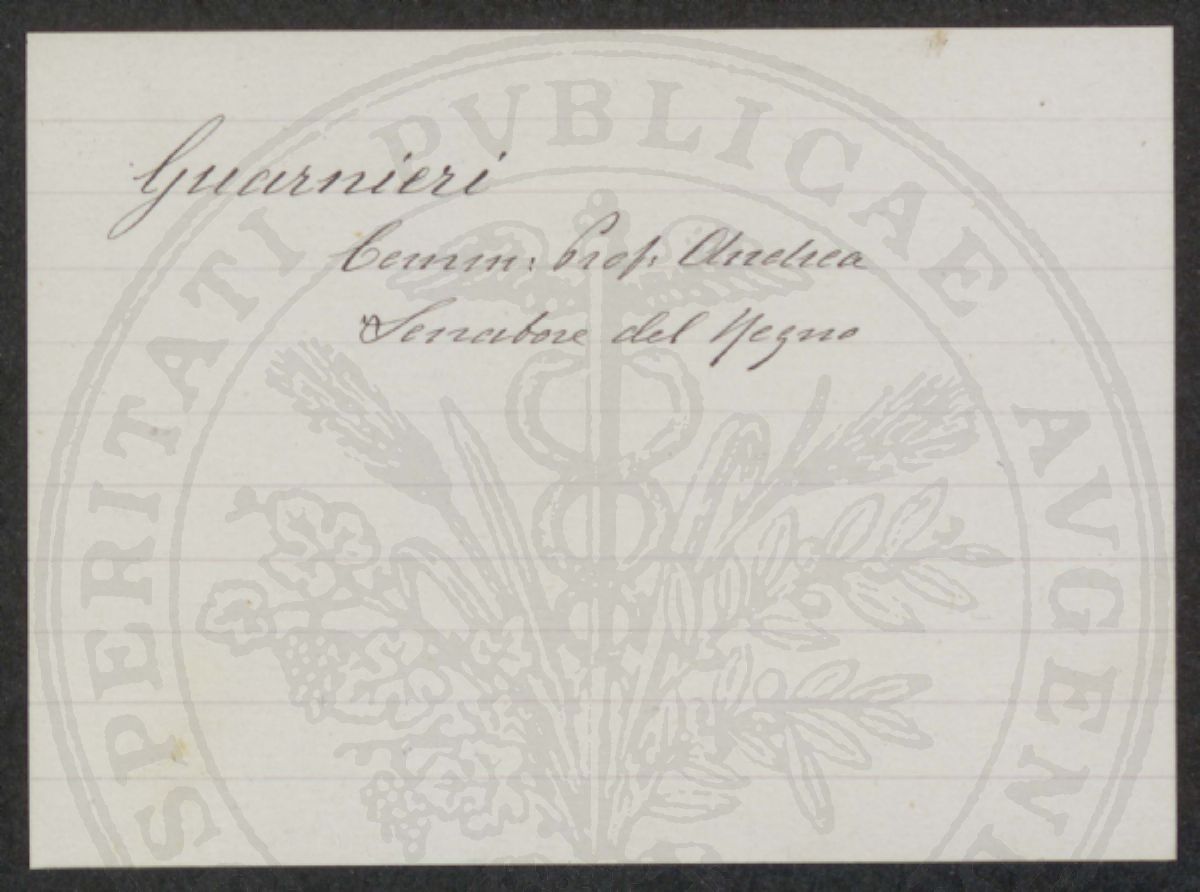 Guarnieri
Comm: Prof: Andrea
Senatore del Regno
SPERITATI PVBLICAE AVGEN